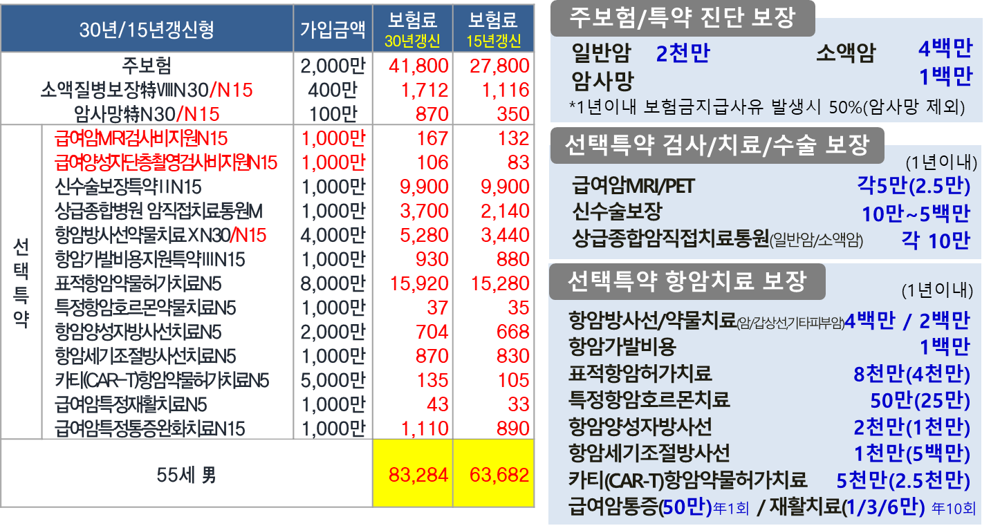 30년/15년갱신형 가입금액 보험료 30년갱신 보험료 15년갱신
주보험 2,000만 41,800 27,800
소액질병보장特ⅧN30/N15 400만 1,712 1,116
암사망特N30/N15 100만 870 350
선택특약
급여암MRI검사비지원N15 1,000만 167 132
급여양성자단층촬영검사비지원N15 1,000만 106 83
신수술보장특약IIN15 1,000만 9,900 9,900
상급종합병원 암직접치료통원M 1,000만 3,700 2,140
항암방사선약물치료ⅩN30/N15 4,000만 5,280 3,440
항암가발비용지원특약ⅢN15 1,000만 930 880
표적항암약물허가치료N5 8,000만 15,920 15,280
특정항암호르몬약물치료N5 1,000만 37 35
항암양성자방사선치료N5 2,000만 704 668
항암세기조절방사선치료N5 1,000만 870 830
카티(CAR-T)항암약물허가치료N5 5,000만 135 105
급여암특정재활치료N5 1,000만 43 33
급여암특정통증완화치료N15 1,000만 1,110 890
55세 男 83,284 63,682
주보험/특약 진단 보장
일반암 2천만 소액암 4백만
암사망 1백만
*1년이내 보험금지급사유 발생시 50%(암사망 제외)
선택특약 검사/치료/수술 보장
(1년이내)
급여암MRI/PET 각5만(2.5만)
신수술보장 10만~5백만
상급종합암직접치료통원(일반암/소액암) 각 10만
선택특약 항암치료 보장
(1년이내)
항암방사선/약물치료(암/갑상선,기타피부암)4백만 / 2백만
항암가발비용 1백만
표적항암허가치료 8천만(4천만)
특정항암호르몬치료 50만(25만)
항암양성자방사선 2천만(1천만)
항암세기조절방사선 1천만(5백만)
카티(CAR-T)항암약물허가치료 5천만(2.5천만)
급여암통증(50만)年1회 / 재활치료(1/3/6만) 年10회